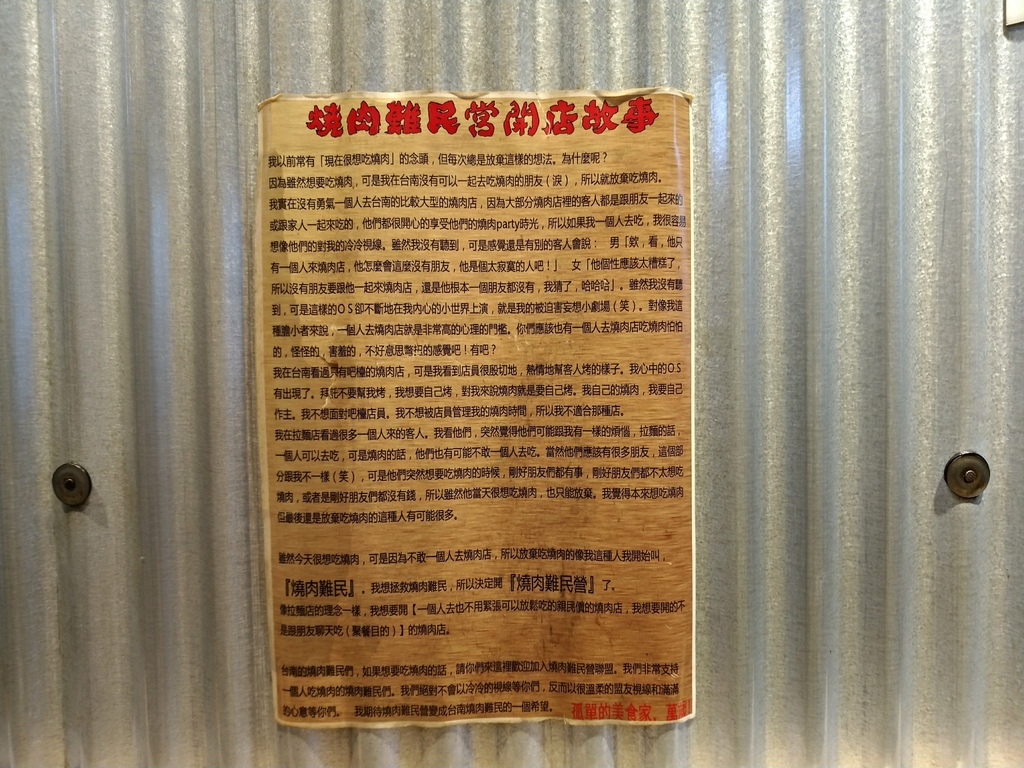 燒肉難民営開店故事
我以前常有「現在很想吃燒肉」的念頭，但每次總是放棄這樣的想法。為什麼呢？
因為雖然想要吃燒肉，可是我在台南沒有可以一起去吃燒肉的朋友（淚），所以就放棄吃燒肉。
我實在沒有勇氣一個人去台南的比較大型的燒肉店，因為大部分燒肉店裡的客人都是跟朋友一起來的
或跟家人一起來吃的，他們都很開心的享受他們的燒肉party時光，所以如果我一個人去吃，我很容易
想像他們的對我的冷冷視線。雖然我沒有聽到，可是感覺還是有別的客人會說： 男「欸，看，他只
有一個人來燒肉店，他怎麼會這麼沒有朋友，他是個太寂寞的人吧！」 女「他個性應該太糟糕了，
所以沒有朋友要跟他一起來燒肉店，還是他根本一個朋友都沒有，我猜了，哈哈哈」。雖然我沒有聽
到，可是這樣的ＯＳ卻不斷地在我內心的小世界上演，就是我的被迫害妄想小劇場（笑）。對像我這
種膽小者來說，一個人去燒肉店就是非常高的心理的門檻。你們應該也有一個人去燒肉店吃燒肉怕怕
的，怪怪的，害羞的，不好意思彆扭的感覺吧！有吧？
我在台南看過只有吧檯的燒肉店，可是我看到店員很殷切地，熱情地幫客人烤的樣子。我心中的ＯＳ
有出現了。拜託不要幫我烤，我想要自己烤，對我來說燒肉就是要自己烤。我自己的燒肉，我要自己
作主。我不想面對吧檯店員。我不想被店員管理我的燒肉時間，所以我不適合那種店。
我在拉麵店看過很多一個人來的客人。我看他們，突然覺得他們可能跟我有一樣的煩惱，拉麵的話，
一個人可以去吃，可是燒肉的話，他們也有可能不敢一個人去吃。當然他們應該有很多朋友，這個部
分跟我不一樣（笑），可是他們突然想要吃燒肉的時候，剛好朋友們都有事，剛好朋友們都不太想吃
燒肉，或者是剛好朋友們都沒有錢，所以雖然他當天很想吃燒肉，也只能放棄。我覺得本來想吃燒肉
但最後還是放棄吃燒肉的這種人有可能很多。
雖然今天很想吃燒肉，可是因為不敢一個人去燒肉店，所以放棄吃燒肉的像我這種人我開始叫，
『燒肉難民』。我想拯救燒肉難民，所以決定開『燒肉難民營』了。
像拉麵店的理念一樣，我想要開【一個人去也不用緊張可以放鬆吃的親民價的燒肉店，我想要開的不
是跟朋友聊天吃（聚餐目的）】的燒肉店。
台南的燒肉難民們，如果想要吃燒肉的話，請你們來這裡歡迎加入燒肉難民營聯盟。我們非常支持
一個人吃燒肉的燒肉難民們。我們絕對不會以冷冷的視線等你們，反而以很溫柔的盟友視線和滿滿
的心意等你們。 我期待燒肉難民營變成台南燒肉難民的一個希望。 孤單的美食家，萬